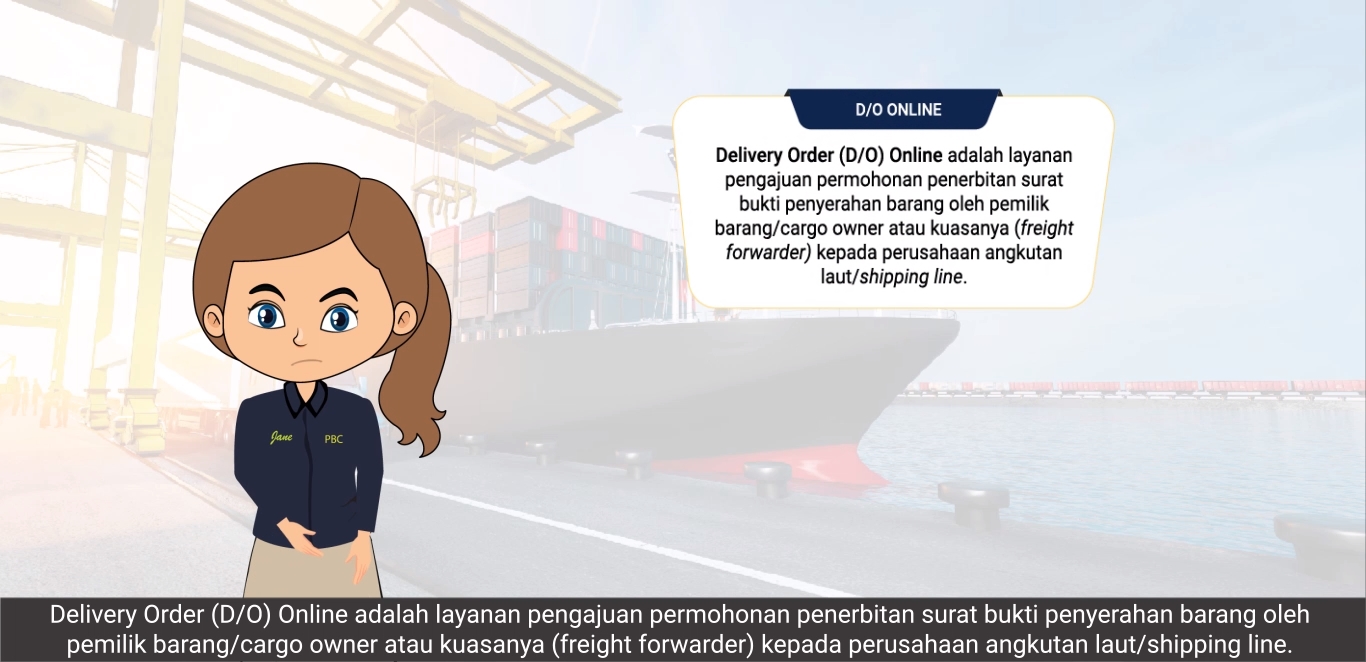 D/O ONLINE
Delivery Order (D/O) Online adalah layanan
pengajuan permohonan penerbitan surat
bukti penyerahan barang oleh pemilik
barang/cargo owner atau kuasanya (freight
forwarder) kepada perusahaan angkutan
laut/shipping line.
Jane PBC
Delivery Order (D/O) Online adalah layanan pengajuan permohonan penerbitan surat bukti penyerahan barang oleh
pemilik barang/cargo owner atau kuasanya (freight forwarder) kepada perusahaan angkutan laut/shipping line.